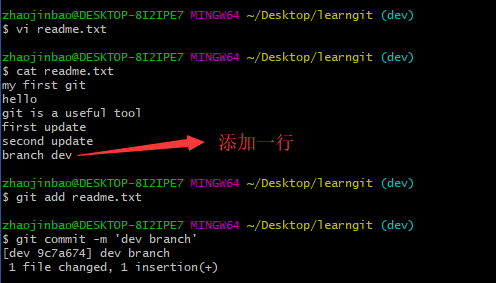 zhaojinbao@DESKTOP-8I2IPE7 MINGW64 ~/Desktop/learngit (dev)
$ vi readme.txt
zhaojinbao@DESKTOP-8I2IPE7 MINGW64 ~/Desktop/learngit (dev)
$ cat readme.txt
my first git
hello
git is a useful tool
first update
second update
branch dev 添加一行
zhaojinbao@DESKTOP-8I2IPE7 MINGW64 ~/Desktop/learngit (dev)
$ git add readme.txt
zhaojinbao@DESKTOP-8I2IPE7 MINGW64 ~/Desktop/learngit (dev)
$ git commit -m 'dev branch'
[dev 9c7a674] dev branch
 1 file changed, 1 insertion(+)